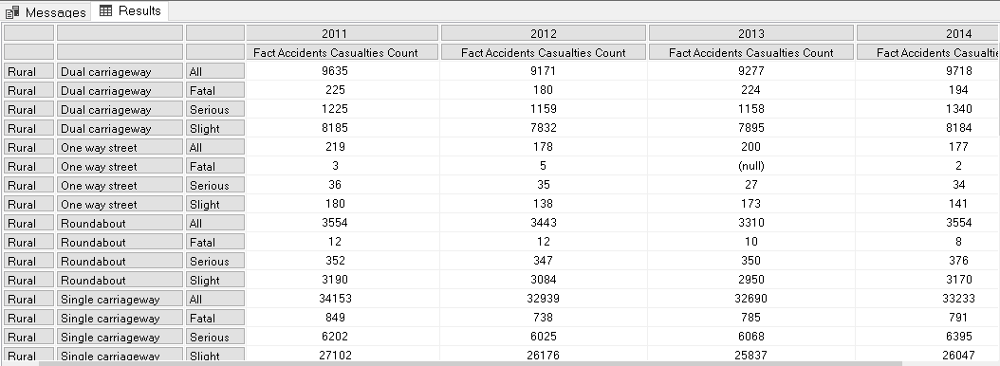 Messages Results
2011 2012 2013 2014
Fact Accidents Casualties Count Fact Accidents Casualties Count Fact Accidents Casualties Count Fact Accidents Casualtie
Rural Dual carriageway All 9635 9171 9277 9718
Rural Dual carriageway Fatal 225 180 224 194
Rural Dual carriageway Serious 1225 1159 1158 1340
Rural Dual carriageway Slight 8185 7832 7895 8184
Rural One way street All 219 178 200 177
Rural One way street Fatal 3 5 (null) 2
Rural One way street Serious 36 35 27 34
Rural One way street Slight 180 138 173 141
Rural Roundabout All 3554 3443 3310 3554
Rural Roundabout Fatal 12 12 10 8
Rural Roundabout Serious 352 347 350 376
Rural Roundabout Slight 3190 3084 2950 3170
Rural Single carriageway All 34153 32939 32690 33233
Rural Single carriageway Fatal 849 738 785 791
Rural Single carriageway Serious 6202 6025 6068 6395
Rural Single carriageway Slight 27102 26176 25837 26047